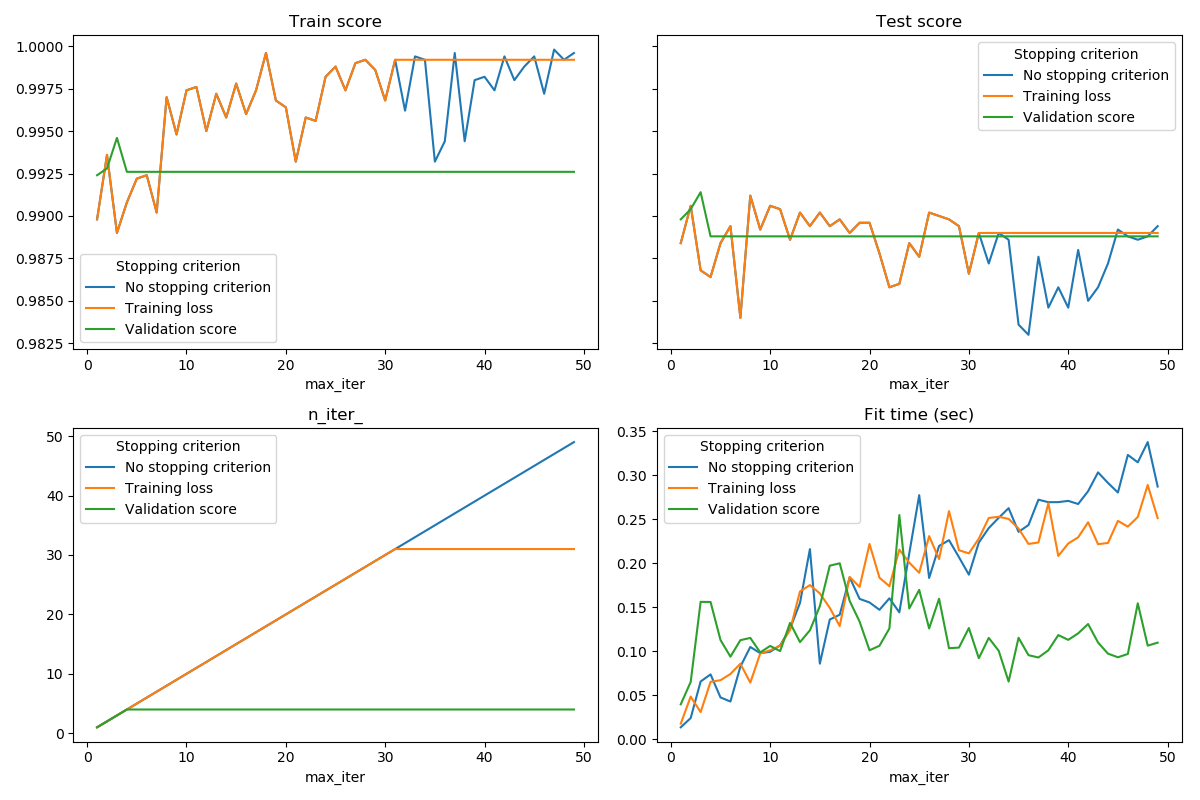 Train score
1.0000
0.9975
0.9950
0.9925
0.9900
0.9875
0.9850
0.9825
Stopping criterion
No stopping criterion
Training loss
Validation score
0 10 20 30 40 50
max_iter
Test score
Stopping criterion
No stopping criterion
Training loss
Validation score
0 10 20 30 40 50
max_iter
n_iter_
50
40
30
20
10
0
Stopping criterion
No stopping criterion
Training loss
Validation score
0 10 20 30 40 50
max_iter
Fit time (sec)
0.35
0.30
0.25
0.20
0.15
0.10
0.05
0.00
Stopping criterion
No stopping criterion
Training loss
Validation score
0 10 20 30 40 50
max_iter